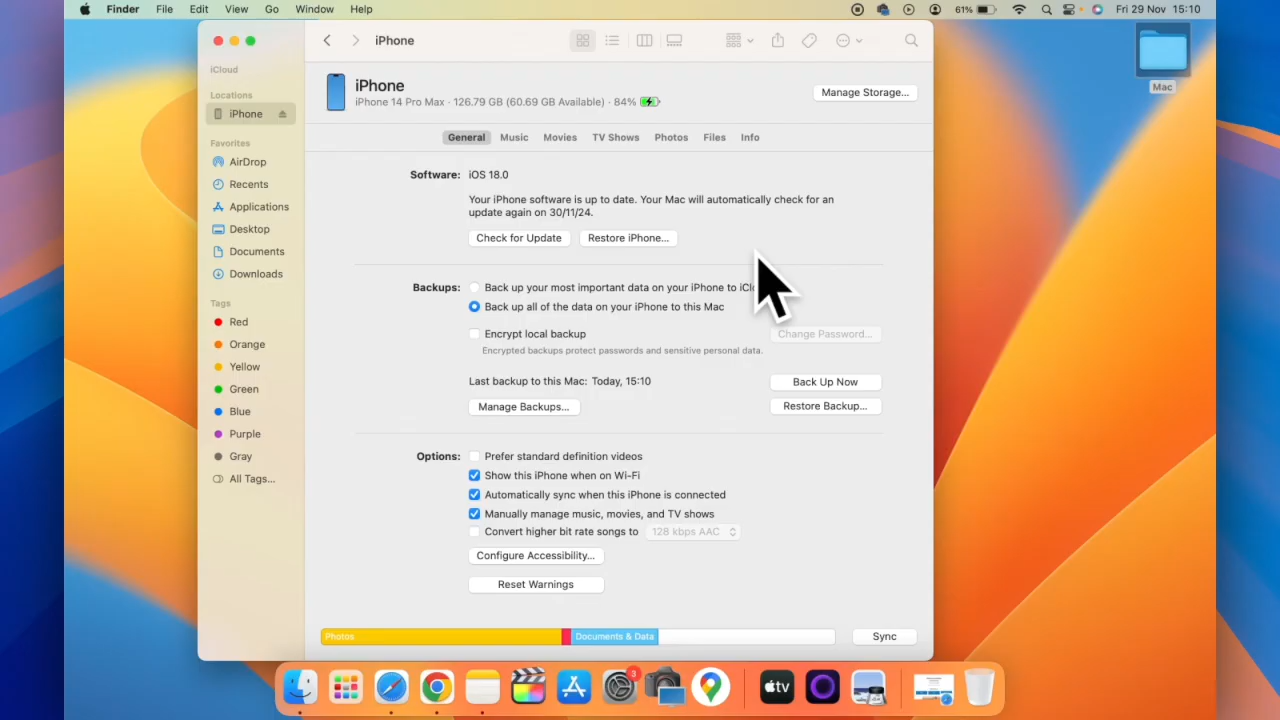 Finder File Edit View Go Window Help 61% Fri 29 Nov 15:10
iPhone
Mac
iCloud
Locations
iPhone
Favorites
AirDrop
Recents
Applications
Desktop
Documents
Downloads
Tags
Red
Orange
Yellow
Green
Blue
Purple
Gray
All Tags...
iPhone
iPhone 14 Pro Max · 126.79 GB (60.69 GB Available) · 84%
Manage Storage...
General Music Movies TV Shows Photos Files Info
Software: iOS 18.0
Your iPhone software is up to date. Your Mac will automatically check for an
update again on 30/11/24.
Check for Update Restore iPhone...
Backups: Back up your most important data on your iPhone to
Back up all of the data on your iPhone to this Mac
Encrypt local backup Change Password...
Encrypted backups protect passwords and sensitive personal data.
Last backup to this Mac: Today, 15:10 Back Up Now
Manage Backups... Restore Backup...
Options: Prefer standard definition videos
Show this iPhone when on Wi-Fi
Automatically sync when this iPhone is connected
Manually manage music, movies, and TV shows
Convert higher bit rate songs to 128 kbps AAC
Configure Accessibility...
Reset Warnings
Photos Documents & Data Sync
3
tv